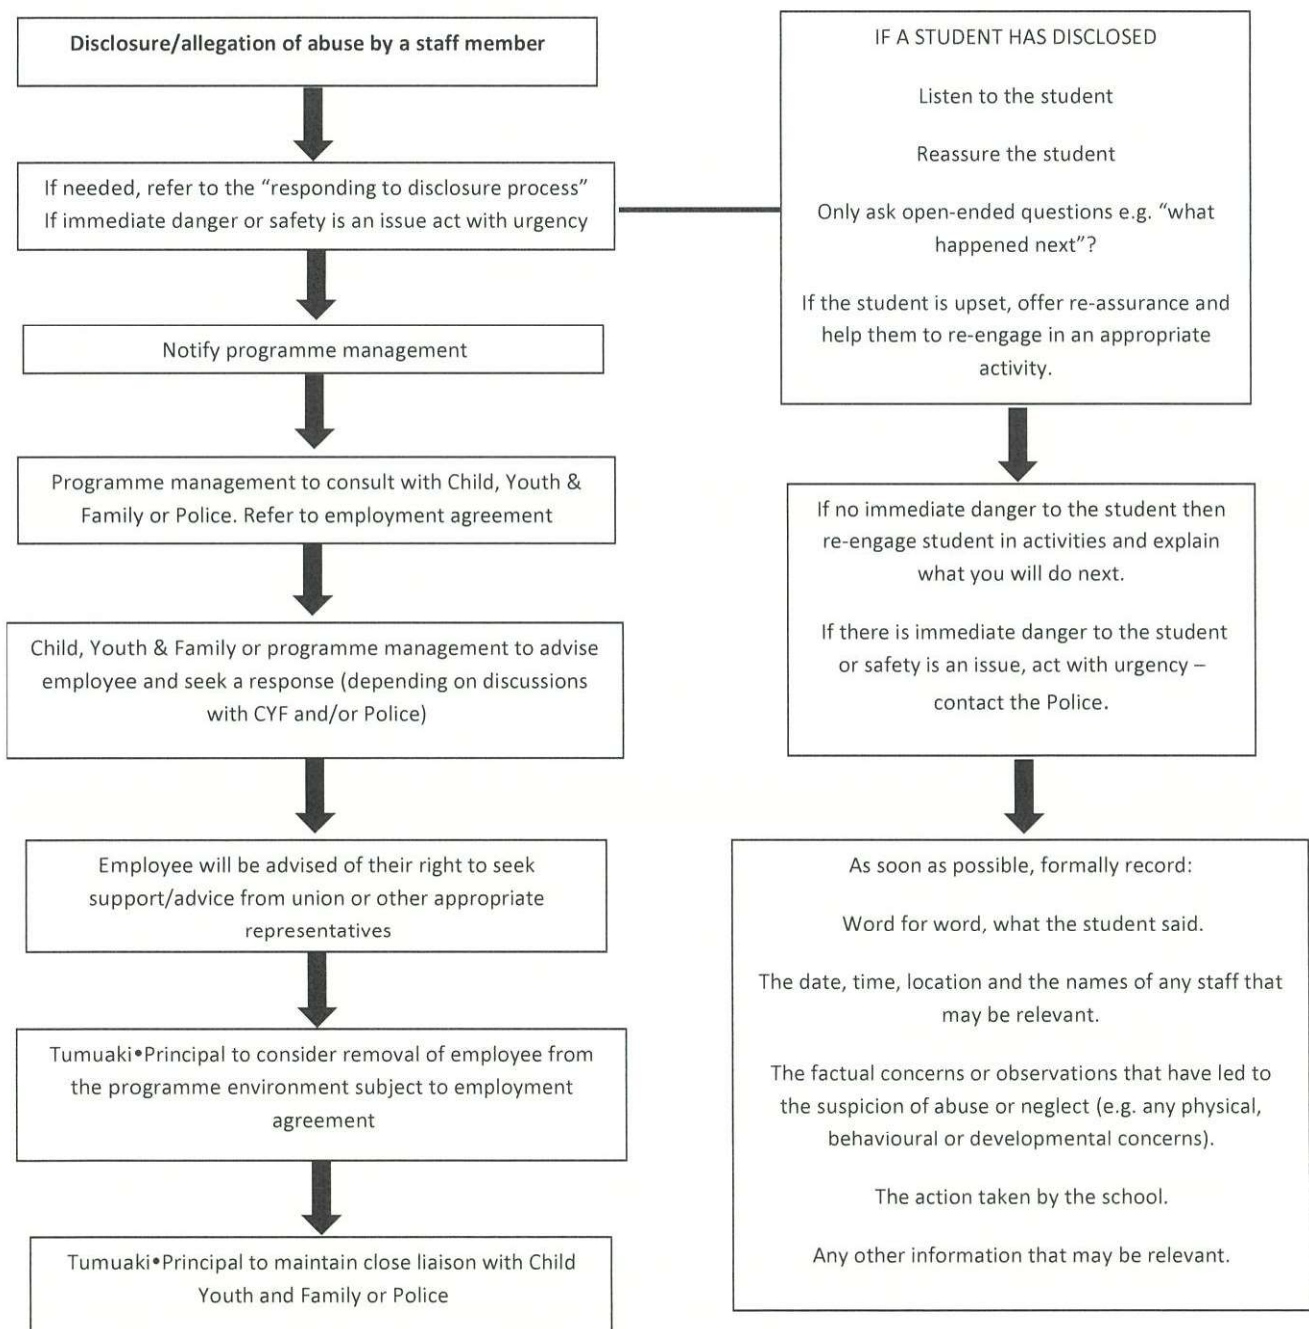 Disclosure/allegation of abuse by a staff member
If needed, refer to the “responding to disclosure process”
If immediate danger or safety is an issue act with urgency
Notify programme management
Programme management to consult with Child, Youth &
Family or Police. Refer to employment agreement
Child, Youth & Family or programme management to advise
employee and seek a response (depending on discussions
with CYF and/or Police)
Employee will be advised of their right to seek
support/advice from union or other appropriate
representatives
Tumuaki•Principal to consider removal of employee from
the programme environment subject to employment
agreement
Tumuaki•Principal to maintain close liaison with Child
Youth and Family or Police
IF A STUDENT HAS DISCLOSED
Listen to the student
Reassure the student
Only ask open-ended questions e.g. “what
happened next”?
If the student is upset, offer re-assurance and
help them to re-engage in an appropriate
activity.
If no immediate danger to the student then
re-engage student in activities and explain
what you will do next.
If there is immediate danger to the student
or safety is an issue, act with urgency –
contact the Police.
As soon as possible, formally record:
Word for word, what the student said.
The date, time, location and the names of any staff that
may be relevant.
The factual concerns or observations that have led to
the suspicion of abuse or neglect (e.g. any physical,
behavioural or developmental concerns).
The action taken by the school.
Any other information that may be relevant.